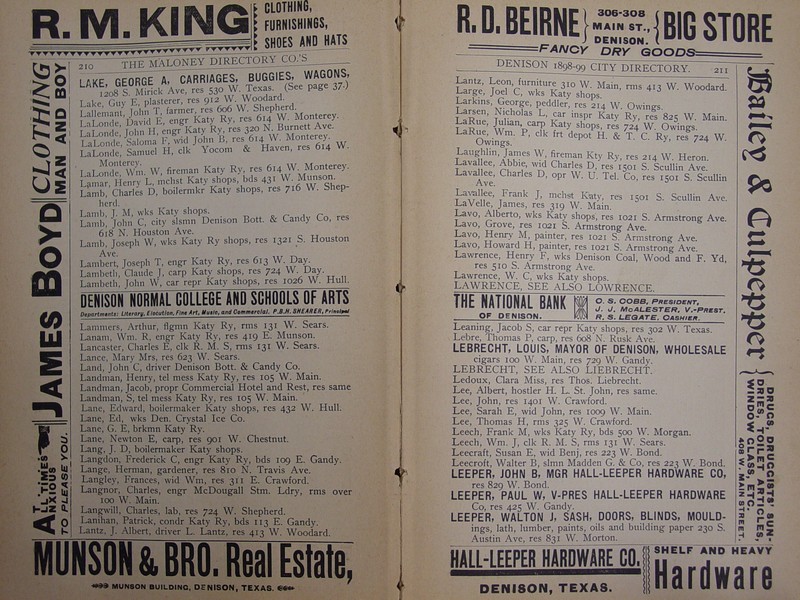 R. M. KING
CLOTHING,
FURNISHINGS,
SHOES AND HATS
JAMES BOYD
CLOTHING
MAN AND BOY
AT ALL TIMES ANXIOUS
TO PLEASE YOU.
210 THE MALONEY DIRECTORY CO.'S
LAKE, GEORGE A, CARRIAGES, BUGGIES, WAGONS,
1208 S. Mirick Ave, res 530 W. Texas. (See page 37.)
Lake, Guy E, plasterer, res 912 W. Woodard.
Lallemant, John T, farmer, res 606 W. Shepherd.
LaLonde, David E, engr Katy Ry, res 614 W. Monterey.
LaLonde, John H, engr Katy Ry, res 320 N. Burnett Ave.
LaLonde, Saloma F, wid John B, res 614 W. Monterey.
LaLonde, Samuel H, clk Yocom & Haven, res 614 W.
Monterey.
LaLonde, Wm. W, fireman Katy Ry, res 614 W. Monterey.
Lamar, Henry L, mchst Katy shops, bds 431 W. Munson.
Lamb, Charles D, boilermkr Katy shops, res 716 W. Shep-
herd.
Lamb, J. M, wks Katy shops.
Lamb, John C, city slsmn Denison Bott. & Candy Co, res
618 N. Houston Ave.
Lamb, Joseph W, wks Katy Ry shops, res 1321 S. Houston
Ave.
Lambert, Joseph T, engr Katy Ry, res 613 W. Day.
Lambeth, Claude J, carp Katy shops, res 724 W. Day.
Lambeth, John W, car repr Katy shops, res 1026 W. Hull.
DENISON NORMAL COLLEGE AND SCHOOLS OF ARTS
Departments: Literary, Elocution, Fine Art, Music, and Commercial. P.B.H. SHEARER, Principal
Lammers, Arthur, flgmn Katy Ry, rms 131 W. Sears.
Lanam, Wm. R, engr Katy Ry, res 419 E. Munson.
Lancaster, Charles E, clk R. M. S, rms 131 W. Sears.
Lance, Mary Mrs, res 623 W. Sears.
Land, John C, driver Denison Bott. & Candy Co.
Landman, Henry, tel mess Katy Ry, res 105 W. Main.
Landman, Jacob, propr Commercial Hotel and Rest, res same
Landman, S, tel mess Katy Ry, res 105 W. Main.
Lane, Edward, boilermaker Katy shops, res 432 W. Hull.
Lane, Ed, wks Den. Crystal Ice Co.
Lane, G. E, brkmn Katy Ry.
Lane, Newton E, carp, res 901 W. Chestnut.
Lang, J. D, boilermaker Katy shops.
Langdon, Frederick C, engr Katy Ry, bds 109 E. Gandy.
Lange, Herman, gardener, res 810 N. Travis Ave.
Langley, Frances, wid Wm, res 311 E. Crawford.
Langnor, Charles, engr McDougall Stm. Ldry, rms over
100 W. Main.
Langwill, Charles, lab, res 724 W. Shepherd.
Lanihan, Patrick, condr Katy Ry, bds 113 E. Gandy.
Lantz, J. Albert, driver L. Lantz, res 413 W. Woodard.
MUNSON & BRO. Real Estate,
MUNSON BUILDING, DENISON, TEXAS.
R. D. BEIRNE
306-308
MAIN ST.,
DENISON.
BIG STORE
FANCY DRY GOODS
DENISON 1898-99 CITY DIRECTORY. 211
Lantz, Leon, furniture 310 W. Main, rms 413 W. Woodard.
Large, Joel C, wks Katy shops.
Larkins, George, peddler, res 214 W. Owings.
Larsen, Nicholas L, car inspr Katy Ry, res 825 W. Main.
LaRue, Julian, carp Katy shops, res 724 W. Owings.
LaRue, Wm. P, clk frt depot H. & T. C. Ry, res 724 W.
Owings.
Laughlin, James W, fireman Kty Ry, res 214 W. Heron.
Lavallee, Abbie, wid Charles D, res 1501 S. Scullin Ave.
Lavallee, Charles D, opr W. U. Tel. Co, res 1501 S. Scullin
Ave.
Lavallee, Frank J, mchst Katy, res 1501 S. Scullin Ave.
LaVelle, James, res 319 W. Main.
Lavo, Alberto, wks Katy shops, res 1021 S. Armstrong Ave.
Lavo, Grove, res 1021 S. Armstrong Ave.
Lavo, Henry M, painter, res 1021 S. Armstrong Ave.
Lavo, Howard H, painter, res 1021 S. Armstrong Ave.
Lawrence, Henry F, wks Denison Coal, Wood and F. Yd,
res 510 S. Armstrong Ave.
Lawrence, W. C, wks Katy shops.
LAWRENCE, SEE ALSO LOWRENCE.
THE NATIONAL BANK
OF DENISON.
C. S. COBB, PRESIDENT,
J. J. McALESTER, V.-PREST.
R. S. LEGATE, CASHIER.
Leaning, Jacob S, car repr Katy shops, res 302 W. Texas.
Lebre, Thomas P, carp, res 608 N. Rusk Ave.
LEBRECHT, LOUIS, MAYOR OF DENISON, WHOLESALE
cigars 100 W. Main, res 729 W. Gandy.
LEBRECHT, SEE ALSO LIEBRECHT.
Ledoux, Clara Miss, res Thos. Liebrecht.
Lee, Albert, hostler H. L. St. John, res same.
Lee, John, res 1401 W. Crawford.
Lee, Sarah E, wid John, res 1009 W. Main.
Lee, Thomas H, rms 325 W. Crawford.
Leech, Frank M, wks Katy Ry, bds 500 W. Morgan.
Leech, Wm. J, clk R. M. S, rms 131 W. Sears.
Leecraft, Susan E, wid Benj, res 223 W. Bond.
Leecroft, Walter B, slmn Madden G. & Co, res 223 W. Bond.
LEEPER, JOHN B, MGR HALL-LEEPER HARDWARE CO,
res 829 W. Bond.
LEEPER, PAUL W, V-PRES HALL-LEEPER HARDWARE
Co, res 425 W. Gandy.
LEEPER, WALTON J, SASH, DOORS, BLINDS, MOULD-
ings, lath, lumber, paints, oils and building paper 230 S.
Austin Ave, res 831 W. Morton.
HALL-LEEPER HARDWARE CO.
DENISON, TEXAS.
SHELF AND HEAVY
Hardware
Bailey & Culpepper
DRUGS, DRUGGISTS' SUN-
DRIES, TOILET ARTICLES,
WINDOW GLASS, ETC.
408 W. MAIN STREET.